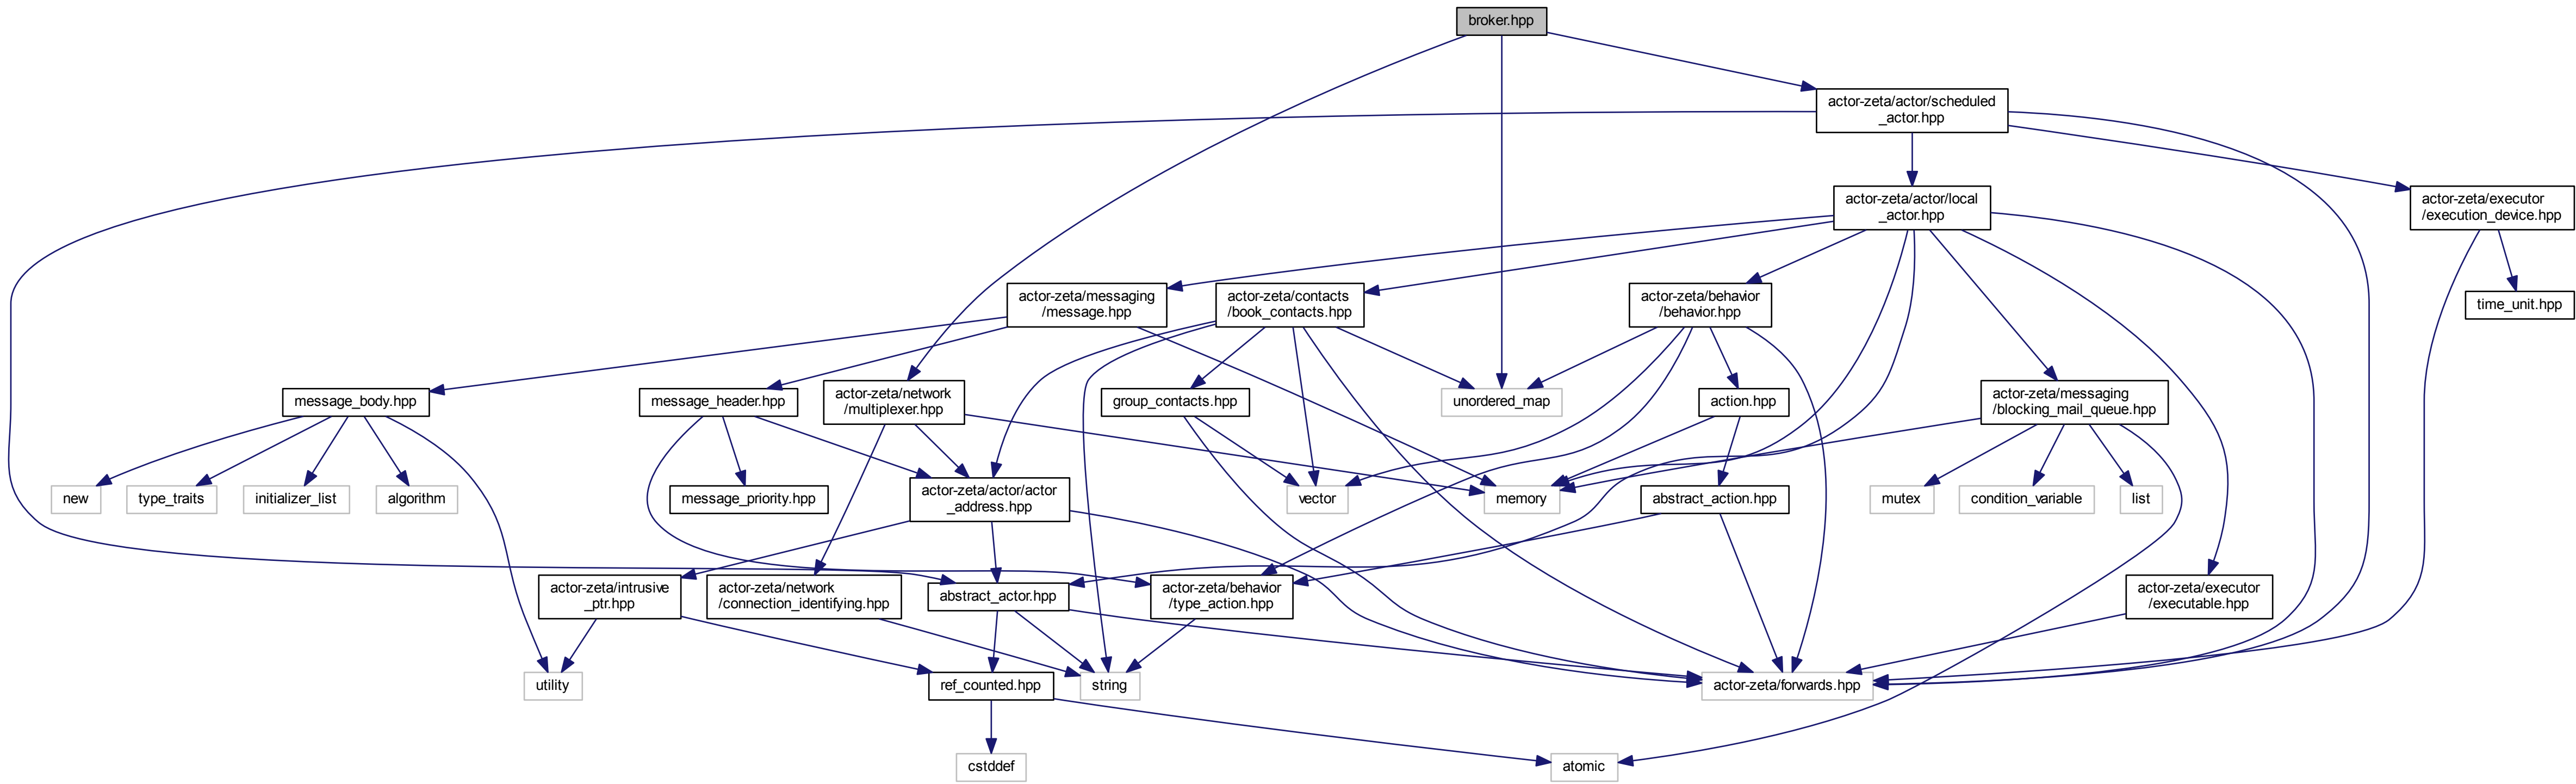 broker.hpp
actor-zeta/actor/scheduled
_actor.hpp
actor-zeta/actor/local
_actor.hpp
actor-zeta/executor
/execution_device.hpp
actor-zeta/messaging
/message.hpp
actor-zeta/contacts
/book_contacts.hpp
actor-zeta/behavior
/behavior.hpp
time_unit.hpp
message_body.hpp
message_header.hpp
actor-zeta/network
/multiplexer.hpp
group_contacts.hpp
unordered_map
action.hpp
actor-zeta/messaging
/blocking_mail_queue.hpp
new
type_traits
initializer_list
algorithm
message_priority.hpp
actor-zeta/actor/actor
_address.hpp
vector
memory
abstract_action.hpp
mutex
condition_variable
list
actor-zeta/intrusive
_ptr.hpp
actor-zeta/network
/connection_identifying.hpp
abstract_actor.hpp
actor-zeta/behavior
/type_action.hpp
actor-zeta/executor
/executable.hpp
utility
ref_counted.hpp
string
actor-zeta/forwards.hpp
cstddef
atomic